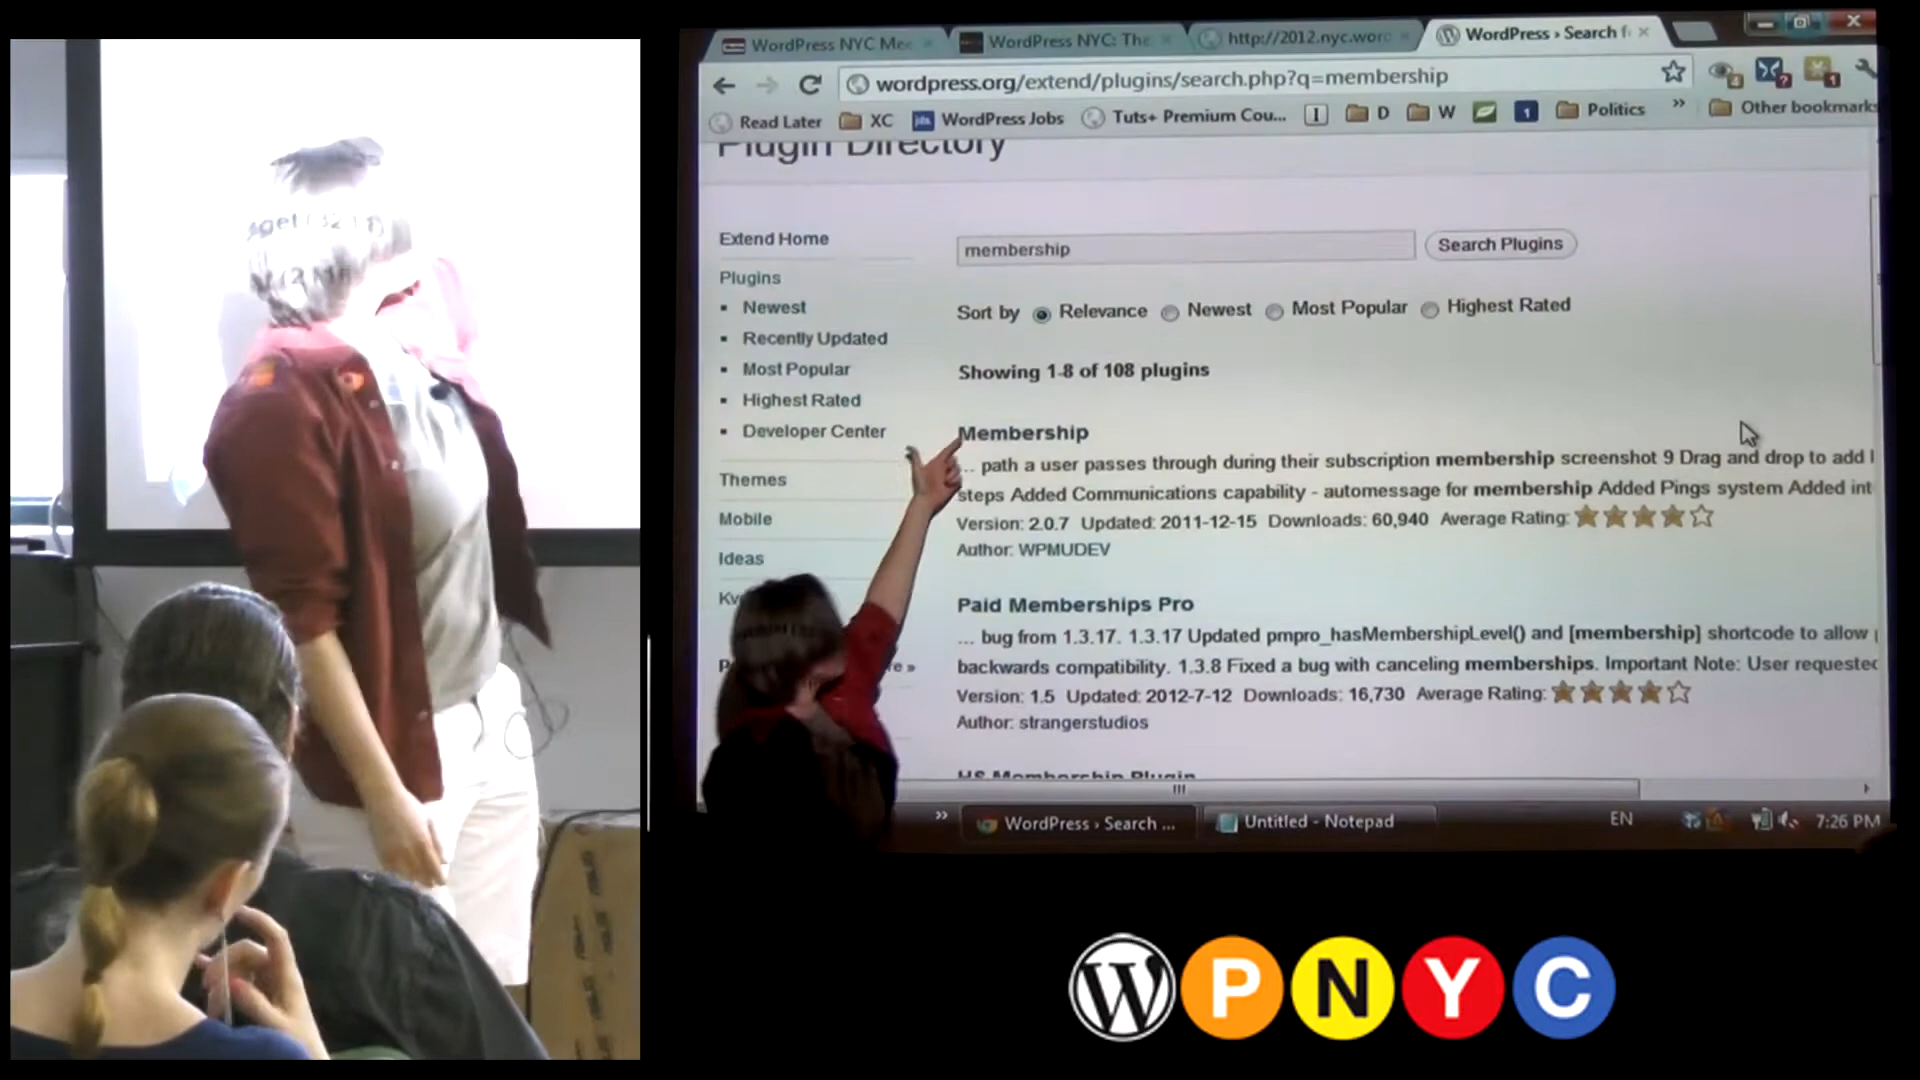 WordPress NYC Mee
WordPress NYC: The
http://2012.nyc.worc
WordPress › Search f
wordpress.org/extend/plugins/search.php?q=membership
Read Later
XC
WordPress Jobs
Tuts+ Premium Cou...
I
D
W
1
Politics
»
Other bookmarks
Plugin Directory
Extend Home
Plugins
Newest
Recently Updated
Most Popular
Highest Rated
Developer Center
Themes
Mobile
Ideas
membership
Search Plugins
Sort by Relevance Newest Most Popular Highest Rated
Showing 1-8 of 108 plugins
Membership
... path a user passes through during their subscription membership screenshot 9 Drag and drop to add
steps Added Communications capability - automessage for membership Added Pings system Added int
Version: 2.0.7 Updated: 2011-12-15 Downloads: 60,940 Average Rating:
Author: WPMUDEV
Paid Memberships Pro
... bug from 1.3.17. 1.3.17 Updated pmpro_hasMembershipLevel() and [membership] shortcode to allow
backwards compatibility. 1.3.8 Fixed a bug with canceling memberships. Important Note: User requested
Version: 1.5 Updated: 2012-7-12 Downloads: 16,730 Average Rating:
Author: strangerstudios
Membership Plugin
» WordPress › Search ...
Untitled - Notepad
EN
7:26 PM
W P N Y C